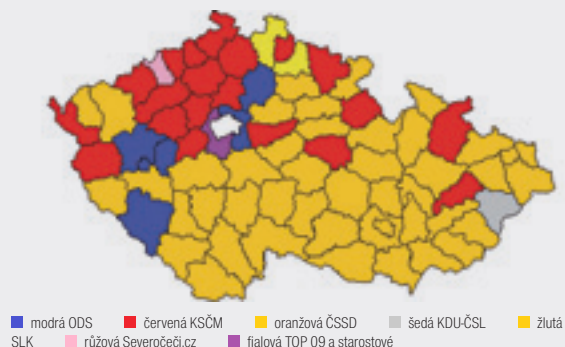 modrá ODS červená KSČM oranžová ČSSD šedá KDU-ČSL žlutá
SLK růžová Severočeši.cz fialová TOP 09 a starostové